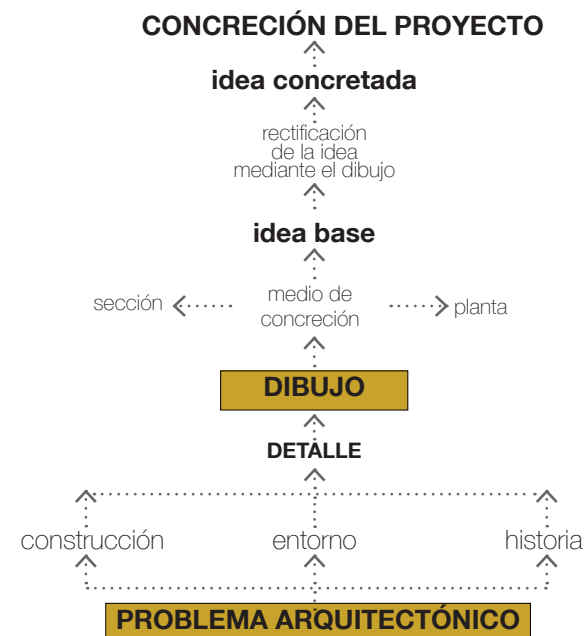 CONCRECIÓN DEL PROYECTO
idea concretada
rectificación
de la idea
mediante el dibujo
idea base
sección
medio de
concreción
planta
DIBUJO
DETALLE
construcción
entorno
historia
PROBLEMA ARQUITECTÓNICO